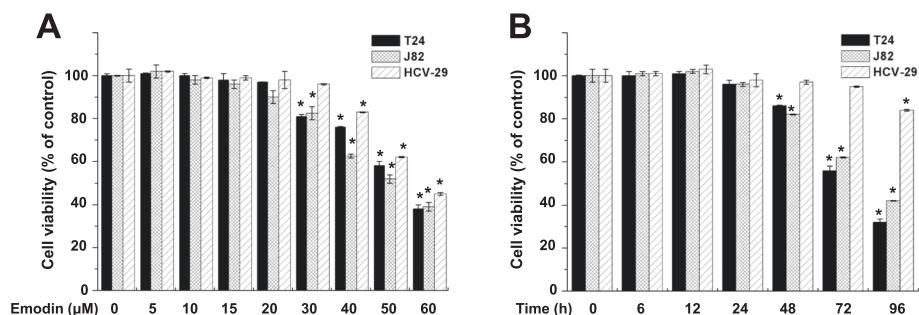 A
T24
J82
HCV-29
Cell viability (% of control)
120
100
80
60
40
20
0
* * * * * * * * * * *
Emodin (µM) 0 5 10 15 20 30 40 50 60
B
T24
J82
HCV-29
Cell viability (% of control)
120
100
80
60
40
20
0
* * * * * * *
Time (h) 0 6 12 24 48 72 96